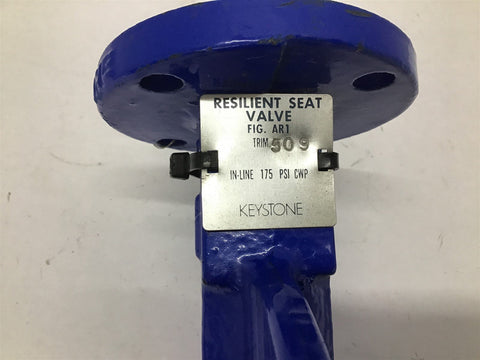 RESILIENT SEAT
VALVE
FIG. AR1
TRIM 509
IN-LINE 175 PSI CWP
KEYSTONE